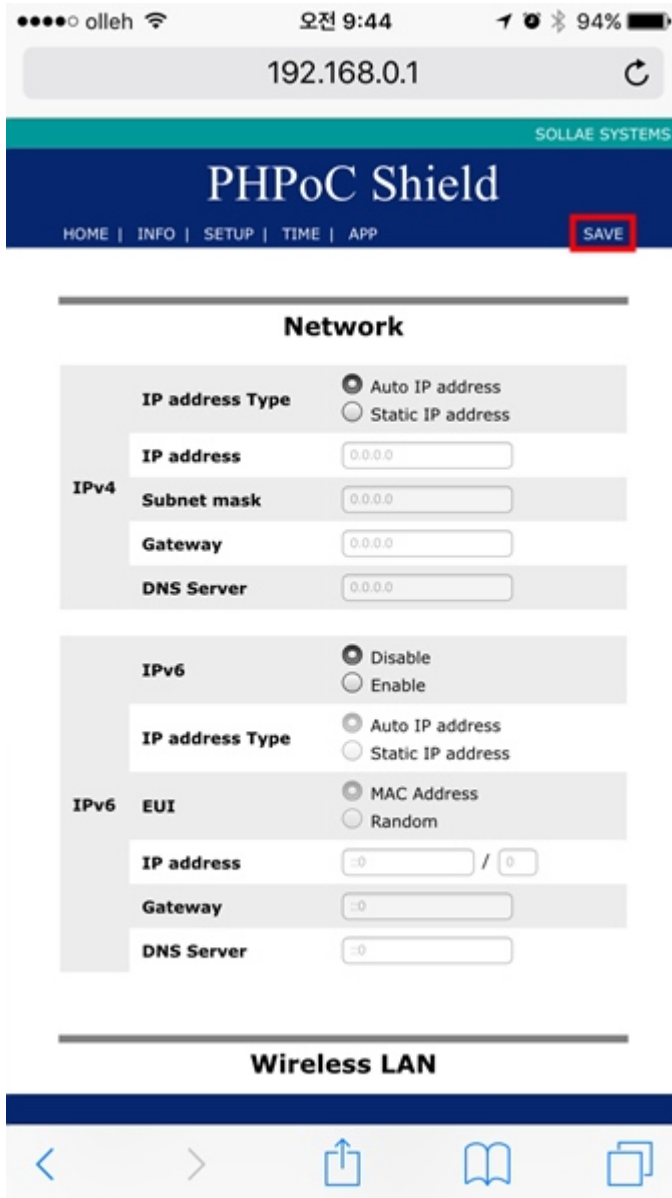 olleh 오전 9:44 94%
192.168.0.1
SOLLAE SYSTEMS
PHPoC Shield
HOME | INFO | SETUP | TIME | APP SAVE
Network
IPv4
IP address Type
Auto IP address
Static IP address
IP address 0.0.0.0
Subnet mask 0.0.0.0
Gateway 0.0.0.0
DNS Server 0.0.0.0
IPv6
IPv6
Disable
Enable
IP address Type
Auto IP address
Static IP address
EUI
MAC Address
Random
IP address ::0 / 0
Gateway ::0
DNS Server ::0
Wireless LAN